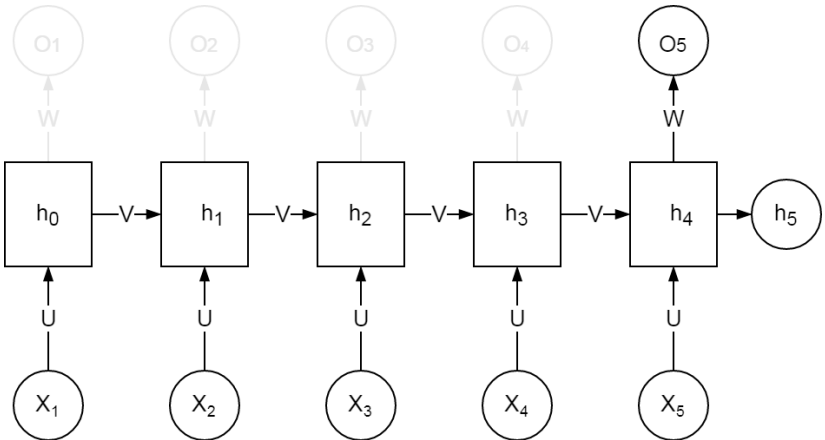 O1 O2 O3 O4 O5
W W W W W
h0 V h1 V h2 V h3 V h4 h5
U U U U U
X1 X2 X3 X4 X5